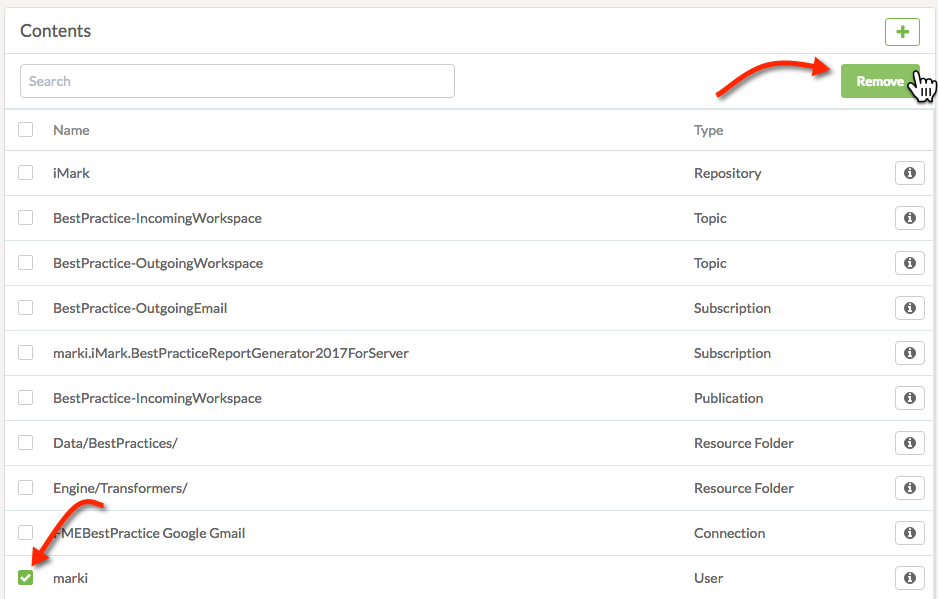 Contents
Search
Remove
Name Type
iMark Repository
BestPractice-IncomingWorkspace Topic
BestPractice-OutgoingWorkspace Topic
BestPractice-OutgoingEmail Subscription
marki.iMark.BestPracticeReportGenerator2017ForServer Subscription
BestPractice-IncomingWorkspace Publication
Data/BestPractices/ Resource Folder
Engine/Transformers/ Resource Folder
FMEBestPractice Google Gmail Connection
marki User